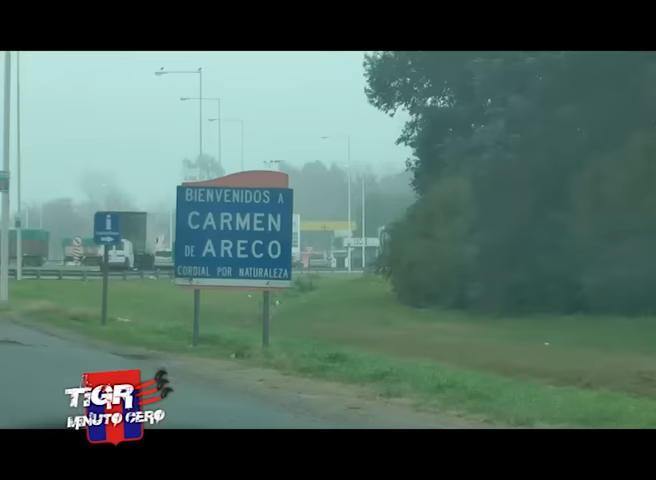 BIENVENIDOS A
CARMEN
DE ARECO
CORDIAL POR NATURALEZA
i
TIGR
MINUTO CERO